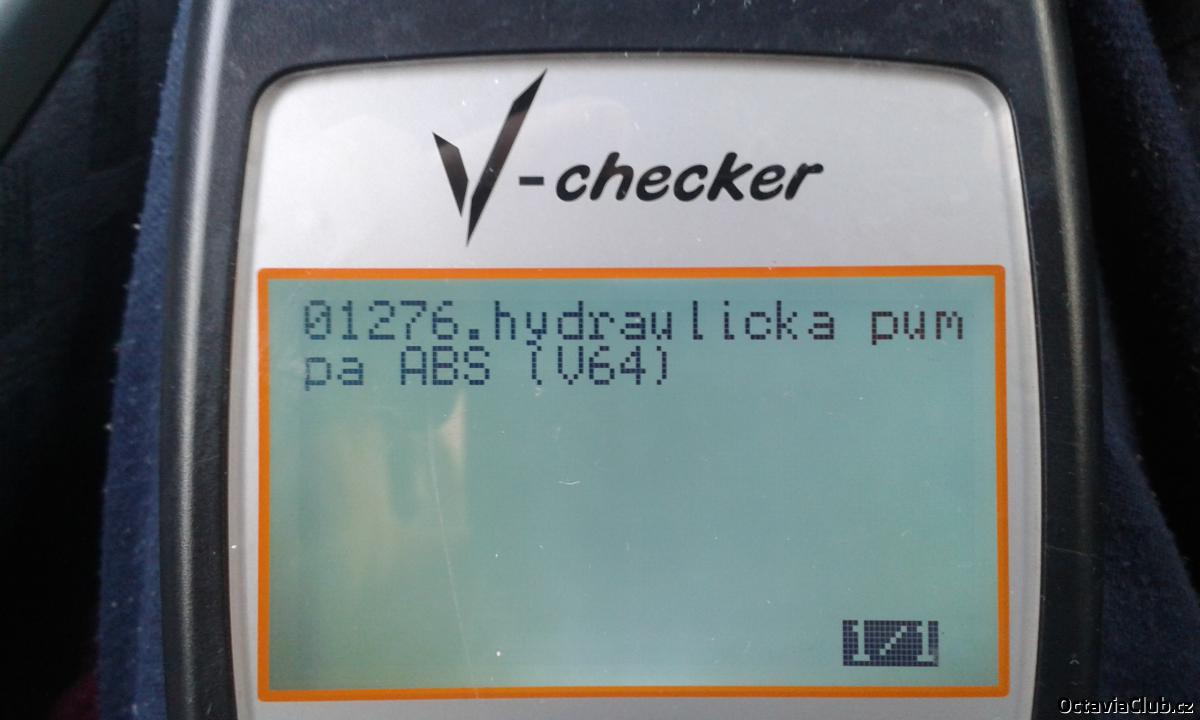 V-checker
01276.hydraulicka pum
pa ABS (V64)
1/1
OctaviaClub.cz